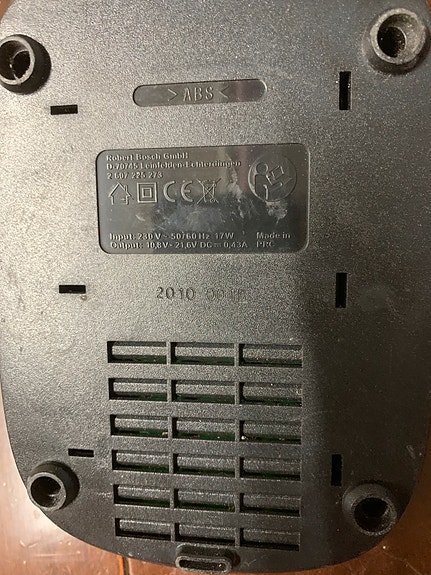 > ABS <
Robert Bosch GmbH
D-70745 Leinfelden-Echterdingen
2 607 225 273
CE
Input: 230 V ~ 50/60 Hz 17W
Output: 10,8V - 21,6V DC⎓ 0,43A
Made in
PRC
2010